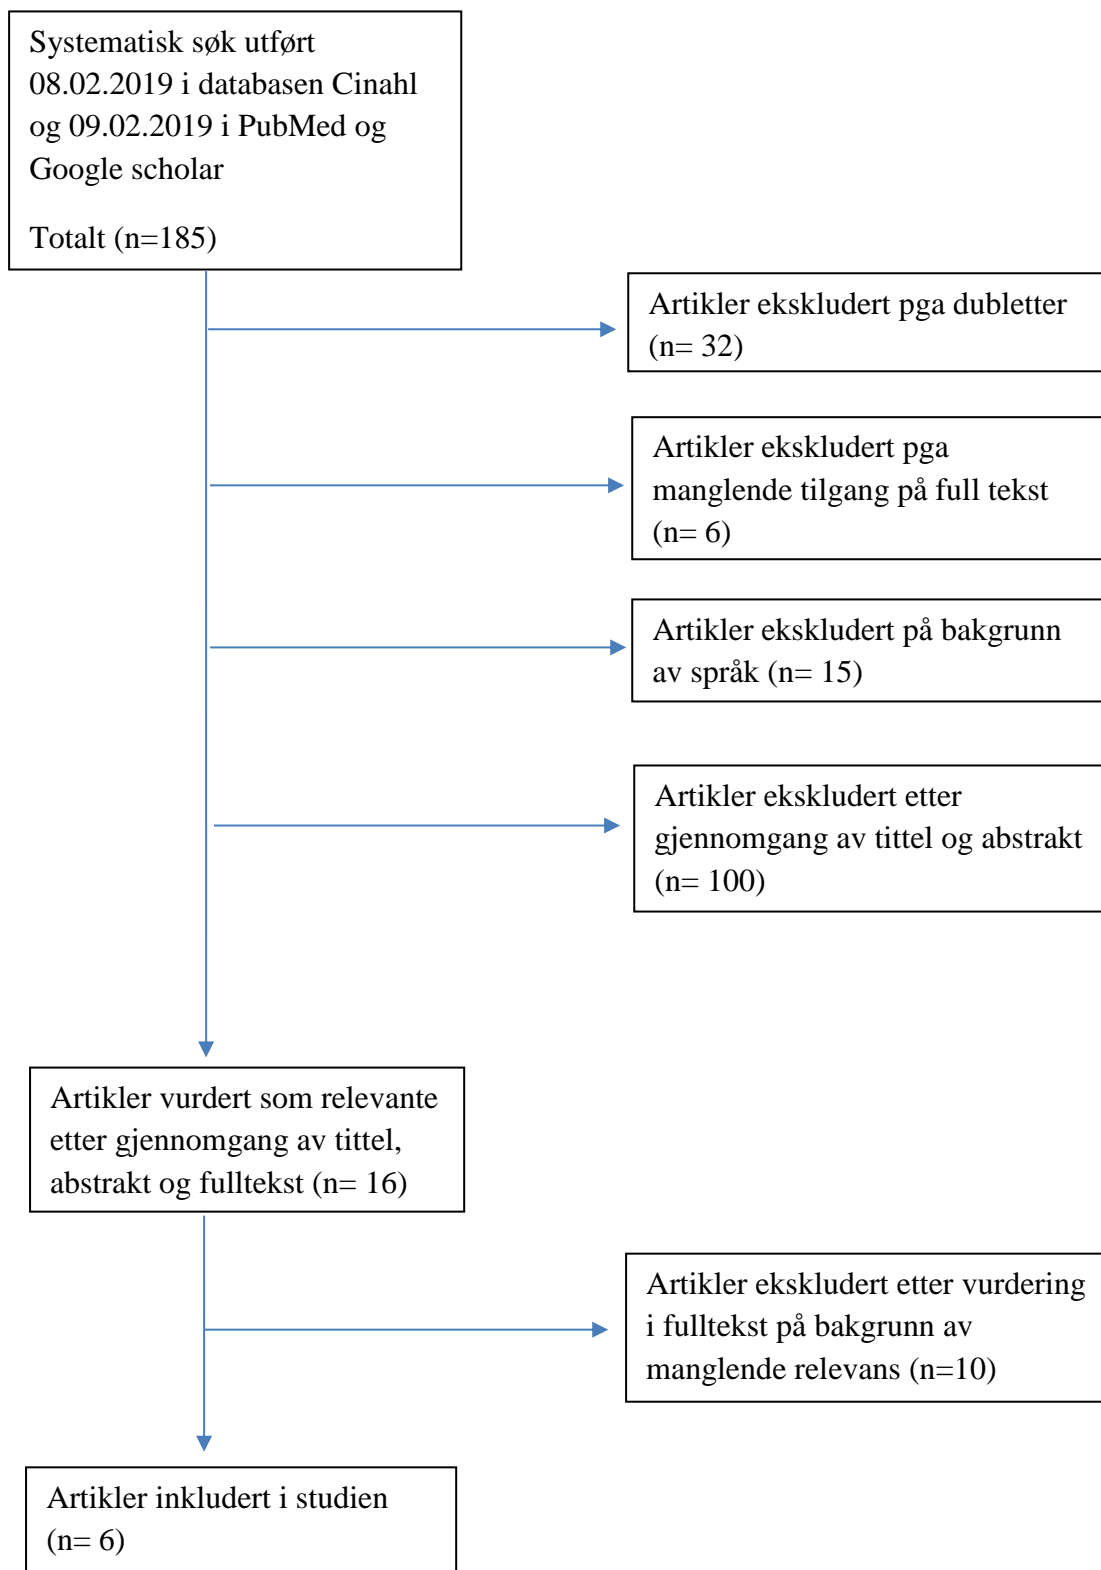 Systematisk søk utført
08.02.2019 i databasen Cinahl
og 09.02.2019 i PubMed og
Google scholar
Totalt (n=185)
Artikler ekskludert pga dubletter
(n= 32)
Artikler ekskludert pga
manglende tilgang på full tekst
(n= 6)
Artikler ekskludert på bakgrunn
av språk (n= 15)
Artikler ekskludert etter
gjennomgang av tittel og abstrakt
(n= 100)
Artikler vurdert som relevante
etter gjennomgang av tittel,
abstrakt og fulltekst (n= 16)
Artikler ekskludert etter vurdering
i fulltekst på bakgrunn av
manglende relevans (n=10)
Artikler inkludert i studien
(n= 6)